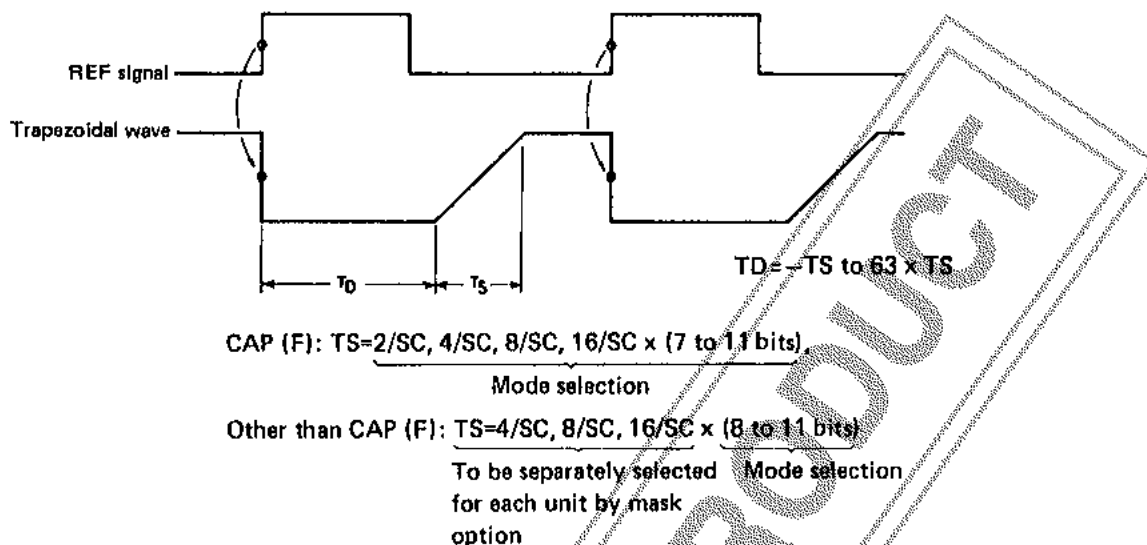 REF signal
Trapezoidal wave
TD
TS
TD=-TS to 63 x TS
CAP (F): TS=2/SC, 4/SC, 8/SC, 16/SC x (7 to 11 bits),
Mode selection
Other than CAP (F): TS=4/SC, 8/SC, 16/SC x (8 to 11 bits)
To be separately selected Mode selection
for each unit by mask
option
PRODUCT